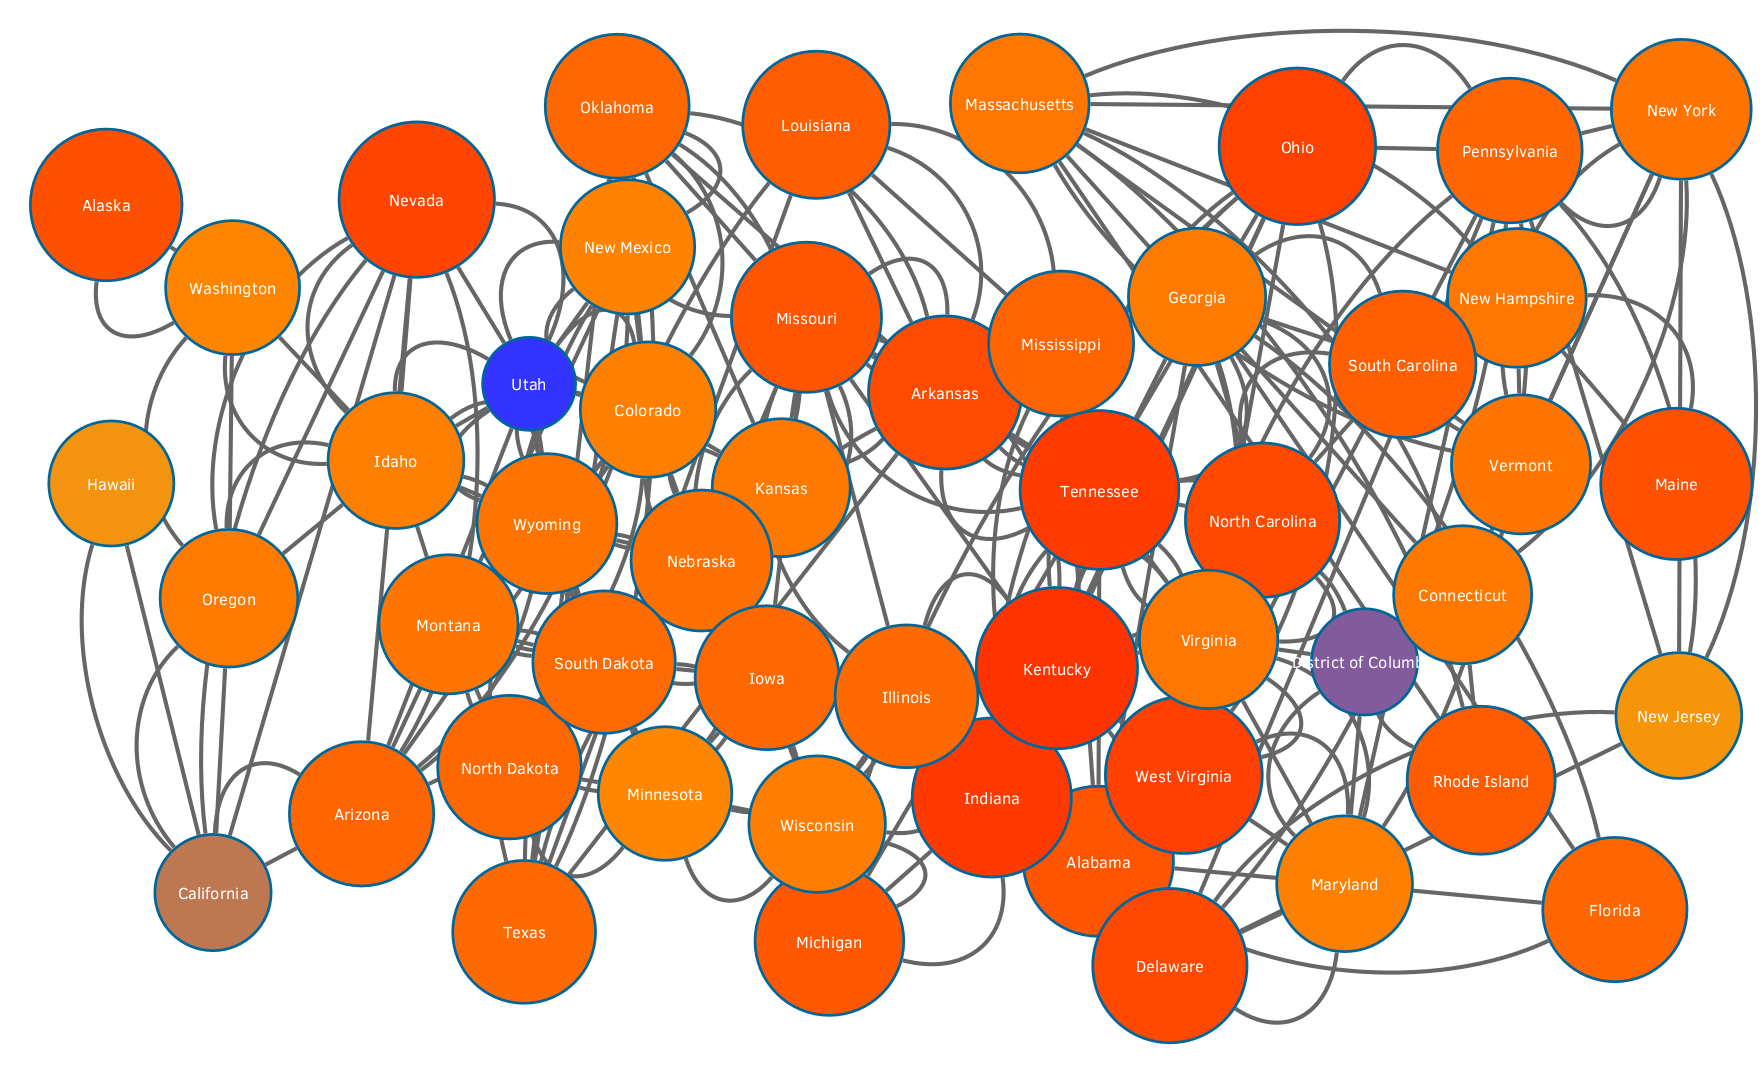 Oklahoma
Louisiana
Massachusetts
New York
Ohio
Pennsylvania
Alaska
Nevada
New Mexico
Washington
Missouri
Mississippi
Georgia
New Hampshire
South Carolina
Utah
Arkansas
Colorado
Idaho
Hawaii
Kansas
Tennessee
Vermont
Maine
Wyoming
North Carolina
Nebraska
Oregon
Connecticut
Montana
Virginia
South Dakota
Iowa
Illinois
Kentucky
District of Columb
New Jersey
North Dakota
Minnesota
Indiana
West Virginia
Rhode Island
Arizona
Wisconsin
Alabama
Maryland
California
Florida
Texas
Michigan
Delaware